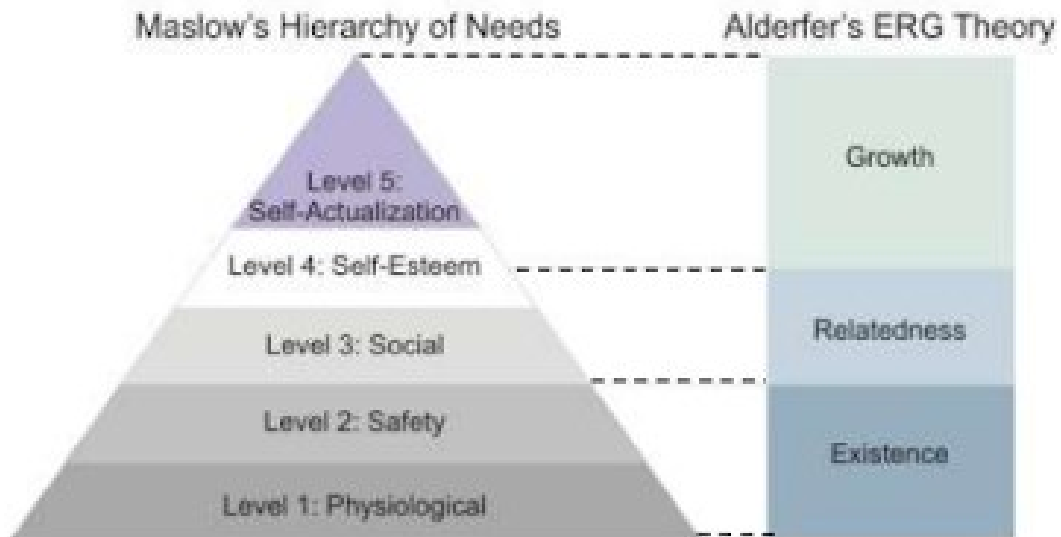 Maslow's Hierarchy of Needs
Alderfer's ERG Theory
Level 5:
Self-Actualization
Level 4: Self-Esteem
Level 3: Social
Level 2: Safety
Level 1: Physiological
Growth
Relatedness
Existence